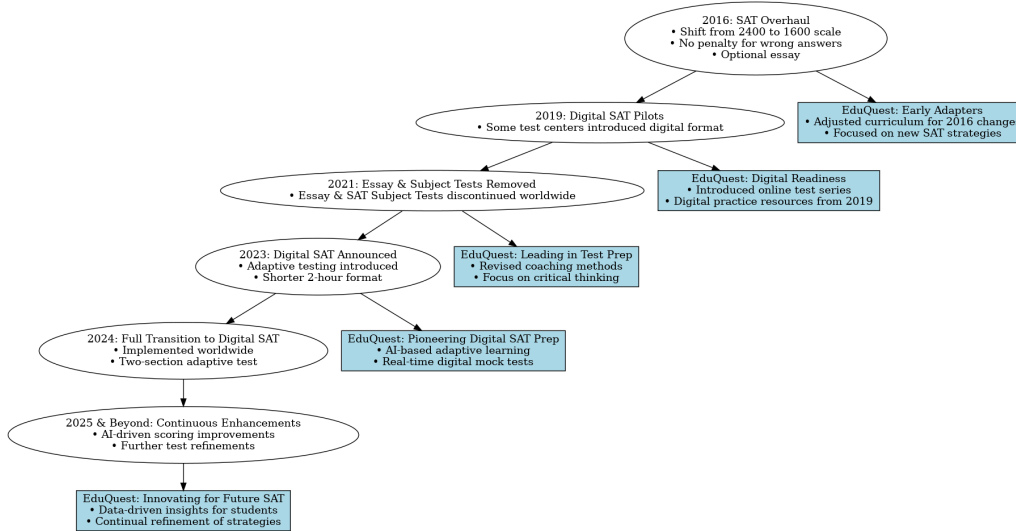 2016: SAT Overhaul
• Shift from 2400 to 1600 scale
• No penalty for wrong answers
• Optional essay
EduQuest: Early Adapters
• Adjusted curriculum for 2016 change
• Focused on new SAT strategies
2019: Digital SAT Pilots
• Some test centers introduced digital format
EduQuest: Digital Readiness
• Introduced online test series
• Digital practice resources from 2019
2021: Essay & Subject Tests Removed
• Essay & SAT Subject Tests discontinued worldwide
EduQuest: Leading in Test Prep
• Revised coaching methods
• Focus on critical thinking
2023: Digital SAT Announced
• Adaptive testing introduced
• Shorter 2-hour format
EduQuest: Pioneering Digital SAT Prep
• AI-based adaptive learning
• Real-time digital mock tests
2024: Full Transition to Digital SAT
• Implemented worldwide
• Two-section adaptive test
2025 & Beyond: Continuous Enhancements
• AI-driven scoring improvements
• Further test refinements
EduQuest: Innovating for Future SAT
• Data-driven insights for students
• Continual refinement of strategies